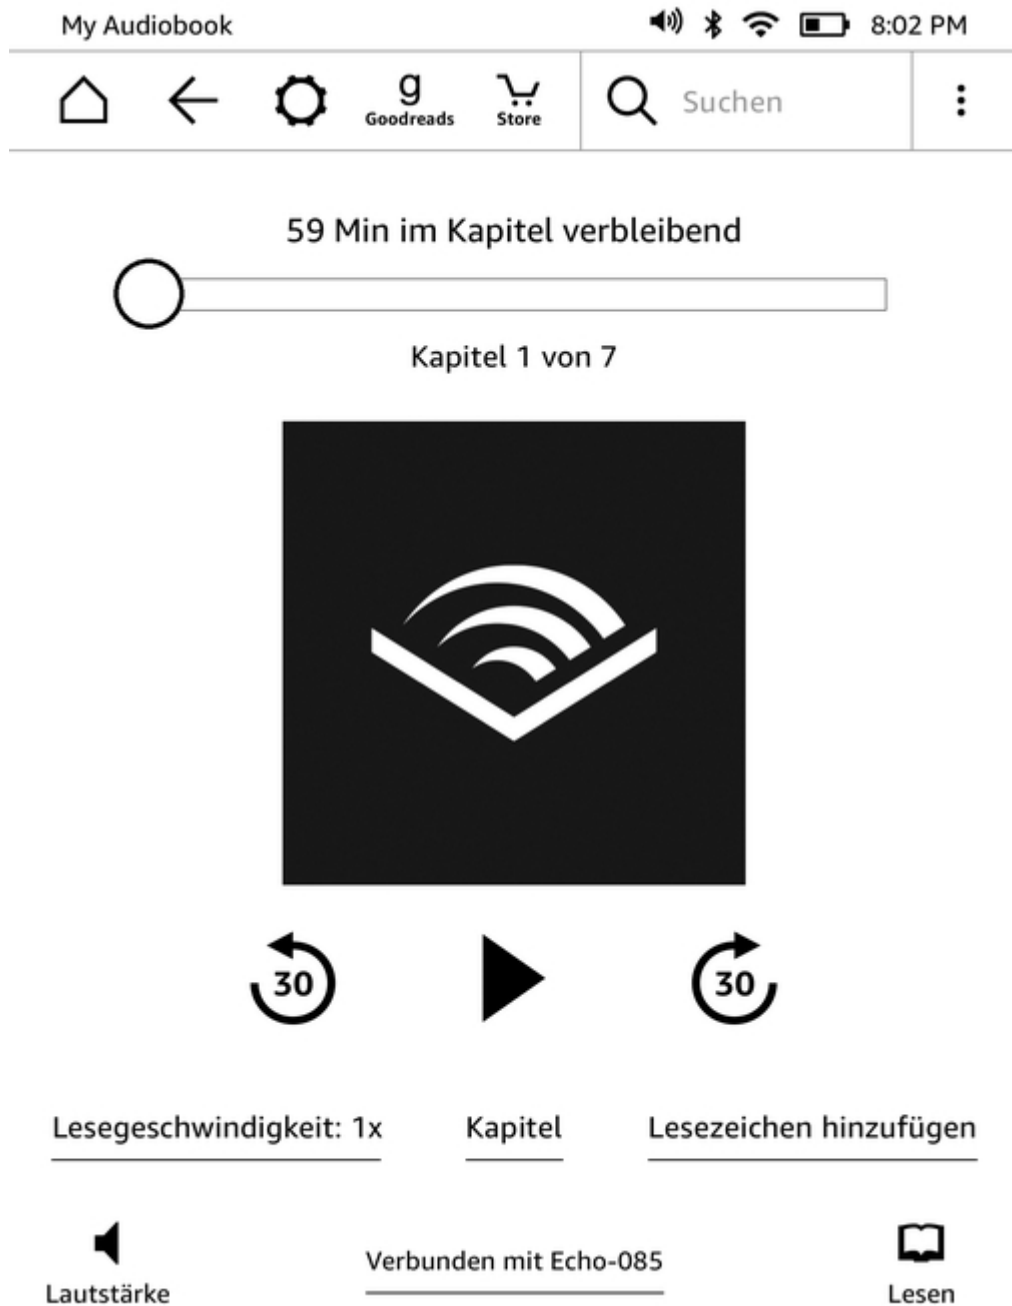 My Audiobook 8:02 PM
g
Goodreads Store Suchen
59 Min im Kapitel verbleibend
Kapitel 1 von 7
30 30
Lesegeschwindigkeit: 1x Kapitel Lesezeichen hinzufügen
Verbunden mit Echo-085
Lautstärke Lesen